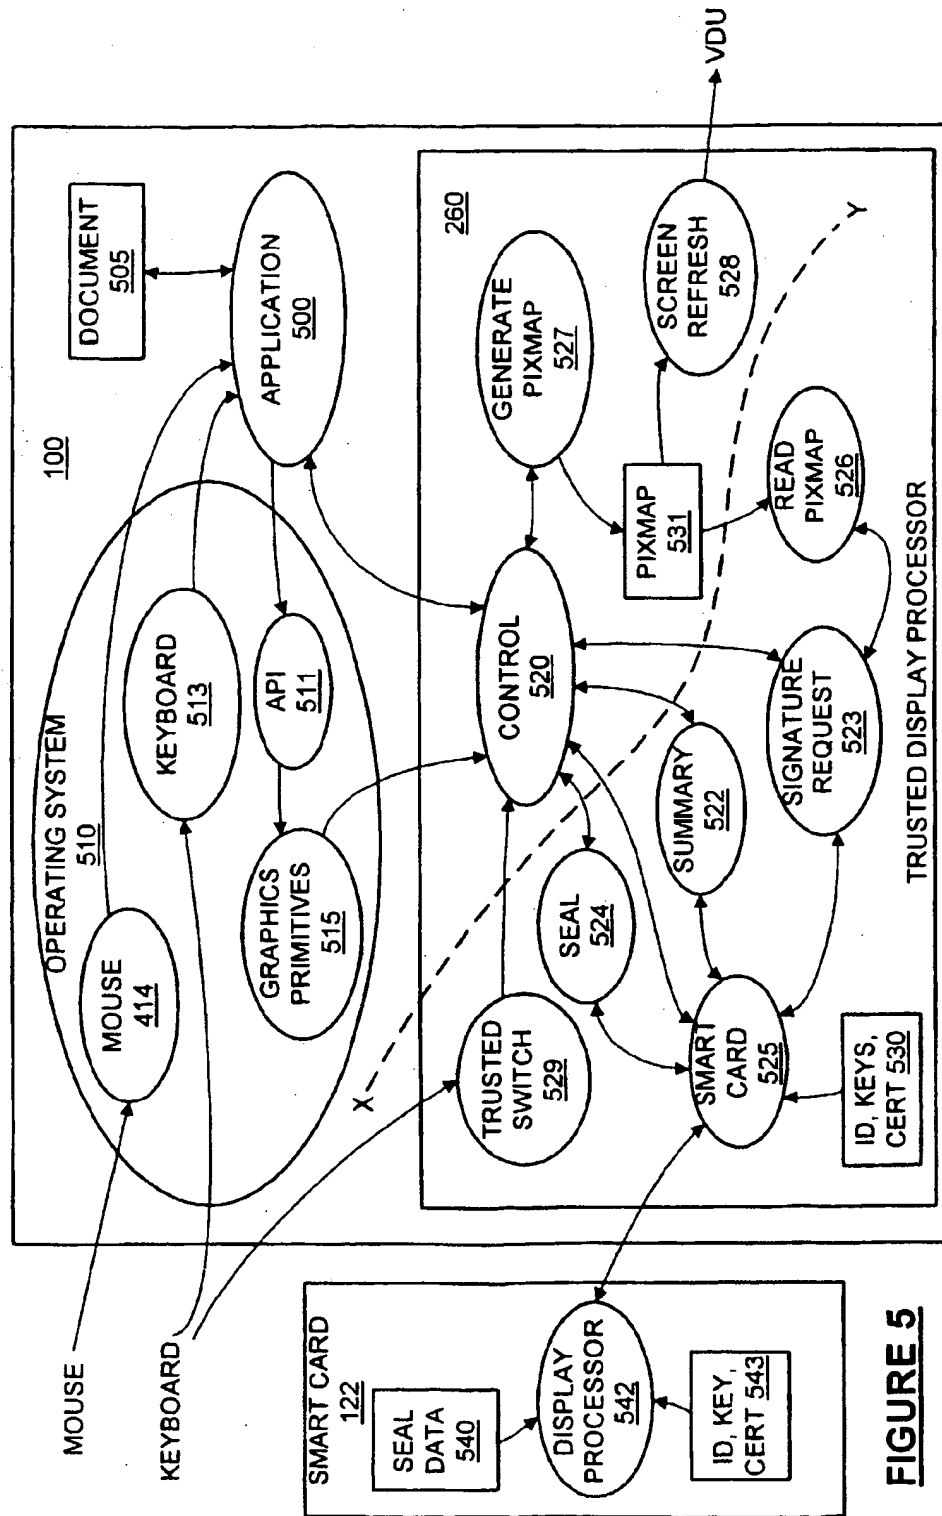 MOUSE
KEYBOARD
100
OPERATING SYSTEM
510
MOUSE
414
KEYBOARD
513
API
511
GRAPHICS
PRIMITIVES
515
DOCUMENT
505
APPLICATION
500
260
TRUSTED
SWITCH
529
CONTROL
520
GENERATE
PIXMAP
527
PIXMAP
531
SCREEN
REFRESH
528
VDU
X
Y
SEAL
524
SUMMARY
522
SIGNATURE
REQUEST
523
READ
PIXMAP
526
SMART
CARD
525
ID, KEYS,
CERT 530
TRUSTED DISPLAY PROCESSOR
SMART CARD
122
SEAL
DATA
540
DISPLAY
PROCESSOR
542
ID, KEY,
CERT 543
FIGURE 5